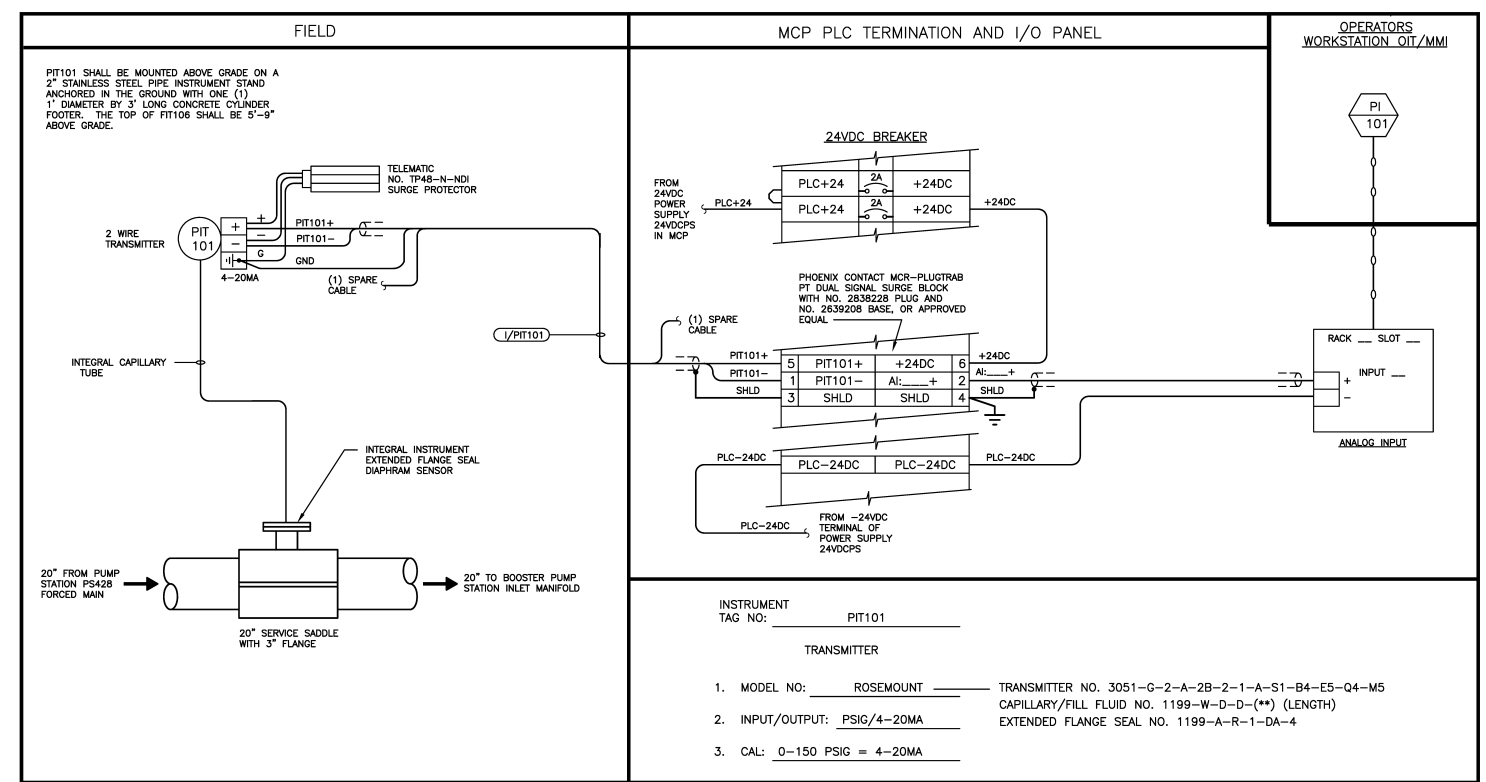 FIELD
MCP PLC TERMINATION AND I/O PANEL
OPERATORS
WORKSTATION OIT/MMI
PIT101 SHALL BE MOUNTED ABOVE GRADE ON A
2" STAINLESS STEEL PIPE INSTRUMENT STAND
ANCHORED IN THE GROUND WITH ONE (1)
1' DIAMETER BY 3' LONG CONCRETE CYLINDER
FOOTER. THE TOP OF FIT106 SHALL BE 5'-9"
ABOVE GRADE.
TELEMATIC
NO. TP48-N-NDI
SURGE PROTECTOR
2 WIRE
TRANSMITTER
PIT
101
+
−
+
−
G
PIT101+
PIT101−
GND
4-20MA
(1) SPARE
CABLE
I/PIT101
INTEGRAL CAPILLARY
TUBE
INTEGRAL INSTRUMENT
EXTENDED FLANGE SEAL
DIAPHRAM SENSOR
20" FROM PUMP
STATION PS428
FORCED MAIN
20" TO BOOSTER PUMP
STATION INLET MANIFOLD
20" SERVICE SADDLE
WITH 3" FLANGE
24VDC BREAKER
FROM
24VDC
POWER
SUPPLY
24VDCPS
IN MCP
PLC+24
PLC+24 2A +24DC
PLC+24 2A +24DC
+24DC
PHOENIX CONTACT MCR-PLUGTRAB
PT DUAL SIGNAL SURGE BLOCK
WITH NO. 2838228 PLUG AND
NO. 2639208 BASE, OR APPROVED
EQUAL
(1) SPARE
CABLE
PIT101+ 5 PIT101+ +24DC 6 +24DC
PIT101− 1 PIT101− AI:___+ 2 AI:___+
SHLD 3 SHLD SHLD 4 SHLD
PLC-24DC PLC-24DC PLC-24DC PLC-24DC
PLC-24DC
FROM -24VDC
TERMINAL OF
POWER SUPPLY
24VDCPS
PI
101
RACK __ SLOT __
INPUT __
+
−
ANALOG INPUT
INSTRUMENT
TAG NO: PIT101
TRANSMITTER
1. MODEL NO: ROSEMOUNT TRANSMITTER NO. 3051-G-2-A-2B-2-1-A-S1-B4-E5-Q4-M5
CAPILLARY/FILL FLUID NO. 1199-W-D-D-(**) (LENGTH)
2. INPUT/OUTPUT: PSIG/4-20MA EXTENDED FLANGE SEAL NO. 1199-A-R-1-DA-4
3. CAL: 0-150 PSIG = 4-20MA